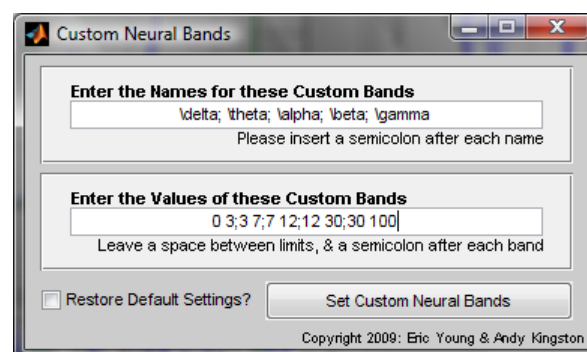 Custom Neural Bands
Enter the Names for these Custom Bands
\delta; \theta; \alpha; \beta; \gamma
Please insert a semicolon after each name
Enter the Values of these Custom Bands
0 3;3 7;7 12;12 30;30 100
Leave a space between limits, & a semicolon after each band
Restore Default Settings?
Set Custom Neural Bands
Copyright 2009: Eric Young & Andy Kingston